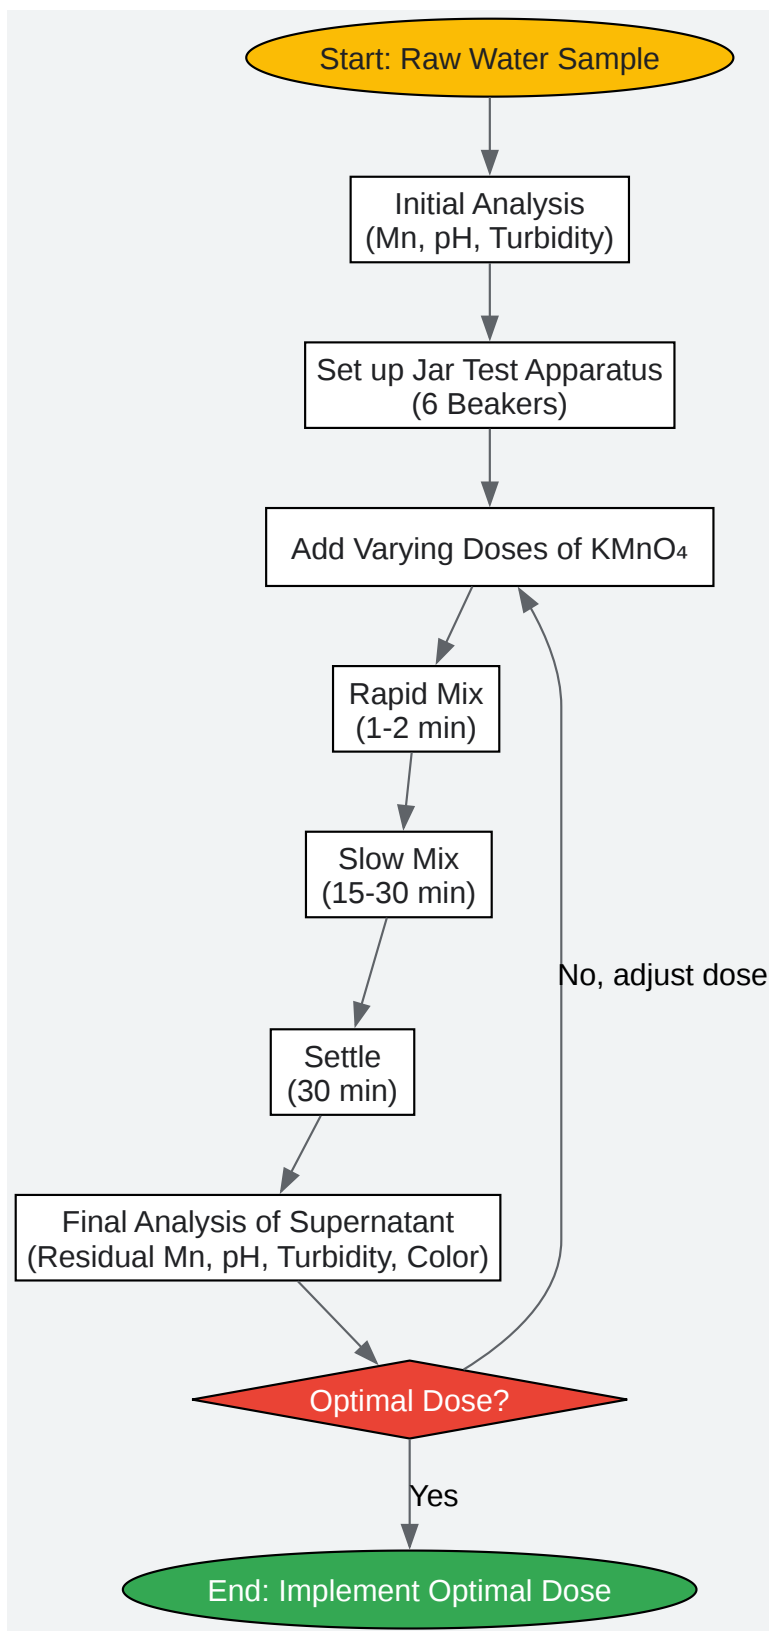 Start: Raw Water Sample
Initial Analysis
(Mn, pH, Turbidity)
Set up Jar Test Apparatus
(6 Beakers)
Add Varying Doses of KMnO₄
Rapid Mix
(1-2 min)
Slow Mix
(15-30 min)
No, adjust dose
Settle
(30 min)
Final Analysis of Supernatant
(Residual Mn, pH, Turbidity, Color)
Optimal Dose?
Yes
End: Implement Optimal Dose